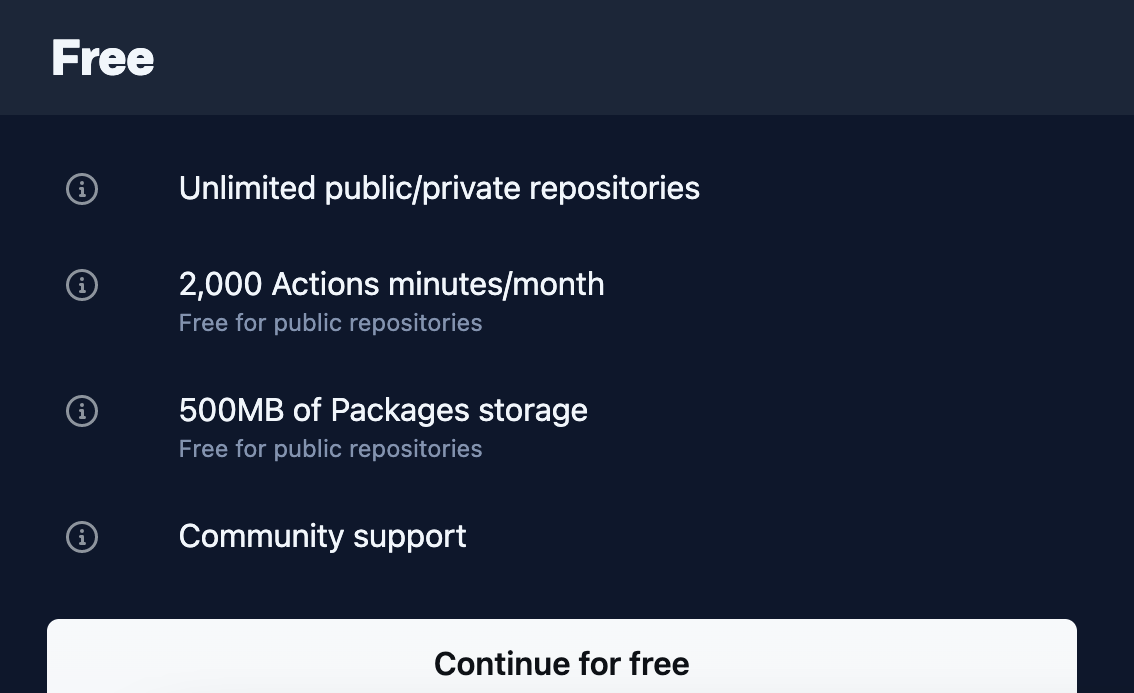 Free
Unlimited public/private repositories
2,000 Actions minutes/month
Free for public repositories
500MB of Packages storage
Free for public repositories
Community support
Continue for free